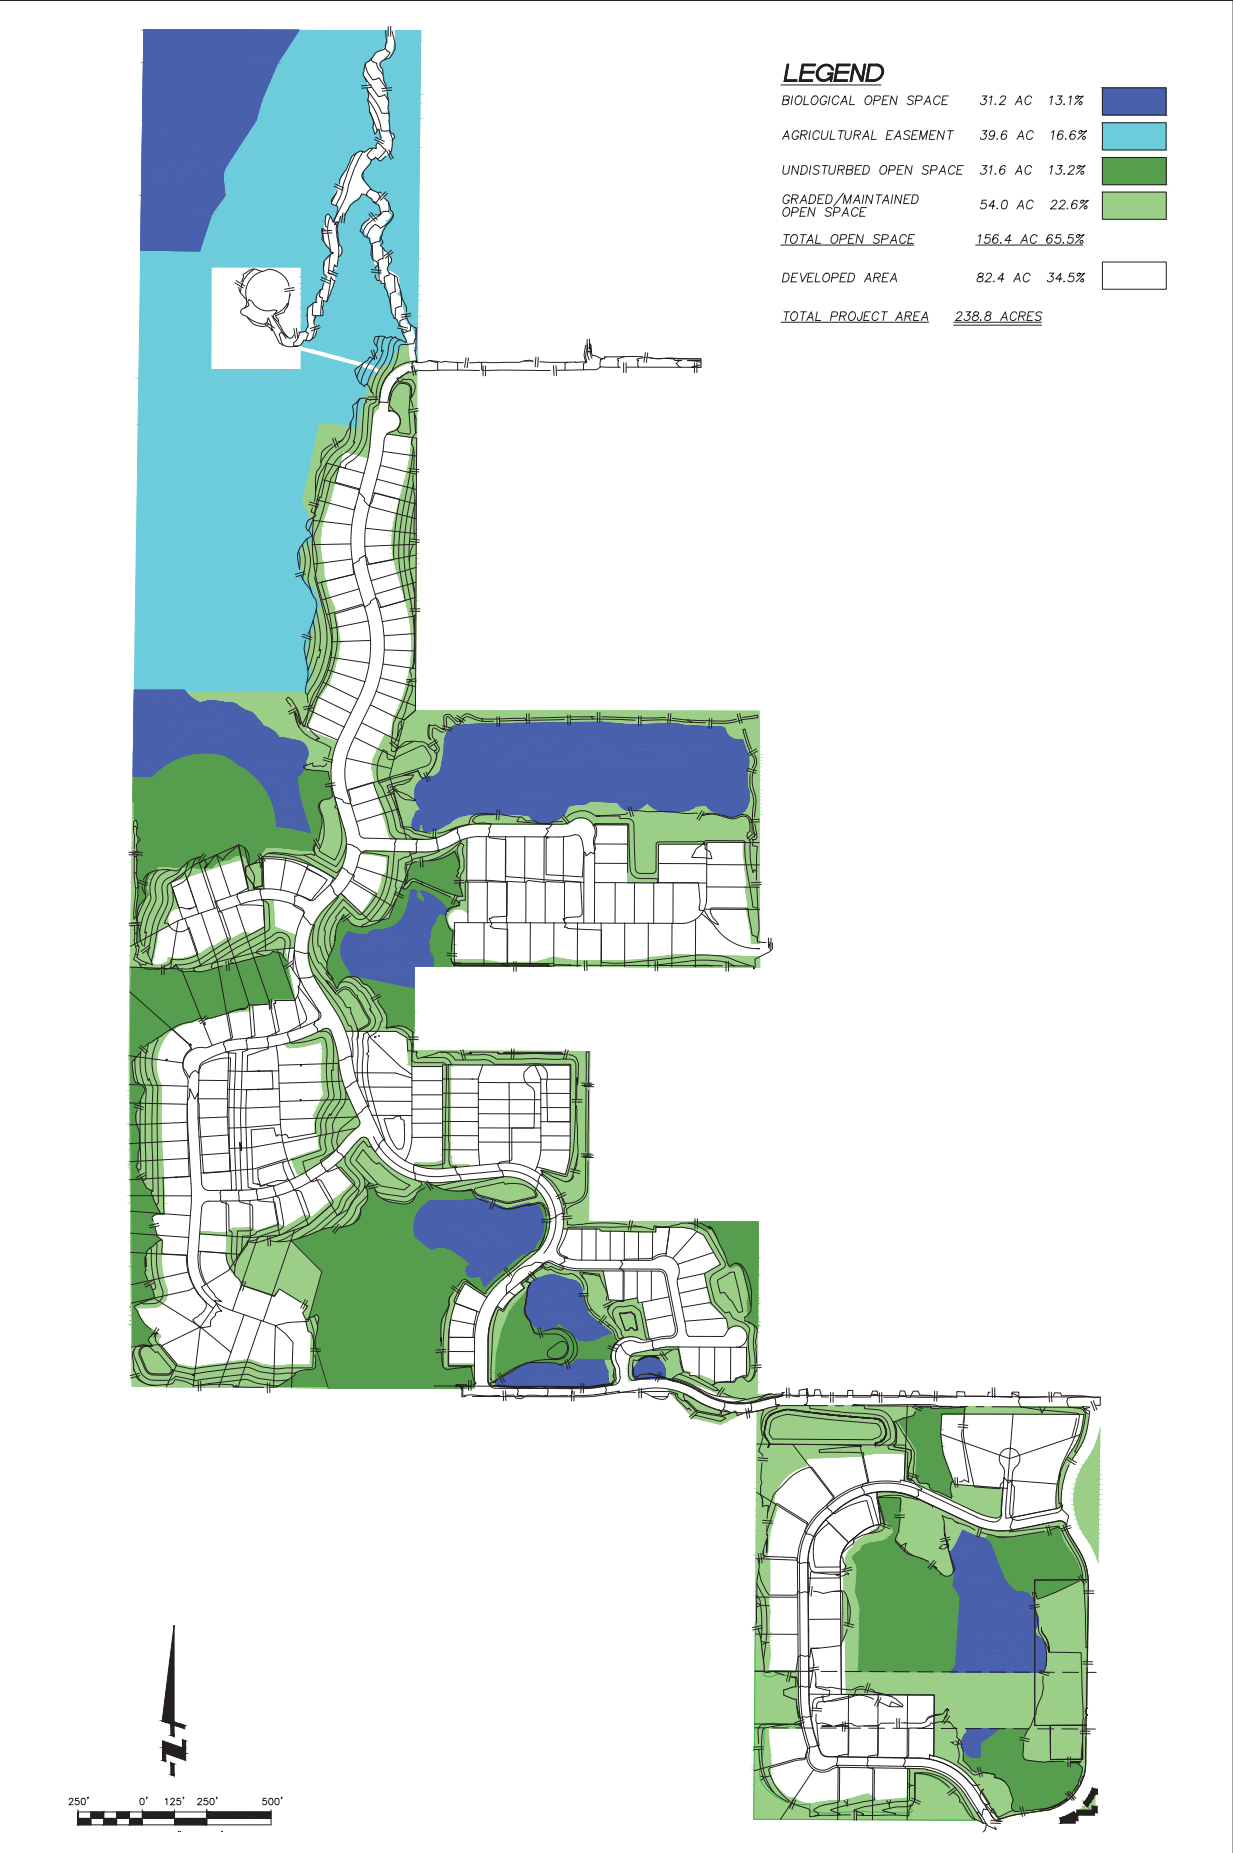 LEGEND
BIOLOGICAL OPEN SPACE 31.2 AC 13.1%
AGRICULTURAL EASEMENT 39.6 AC 16.6%
UNDISTURBED OPEN SPACE 31.6 AC 13.2%
GRADED/MAINTAINED
OPEN SPACE 54.0 AC 22.6%
TOTAL OPEN SPACE 156.4 AC 65.5%
DEVELOPED AREA 82.4 AC 34.5%
TOTAL PROJECT AREA 238.8 ACRES
250' 0' 125' 250' 500'